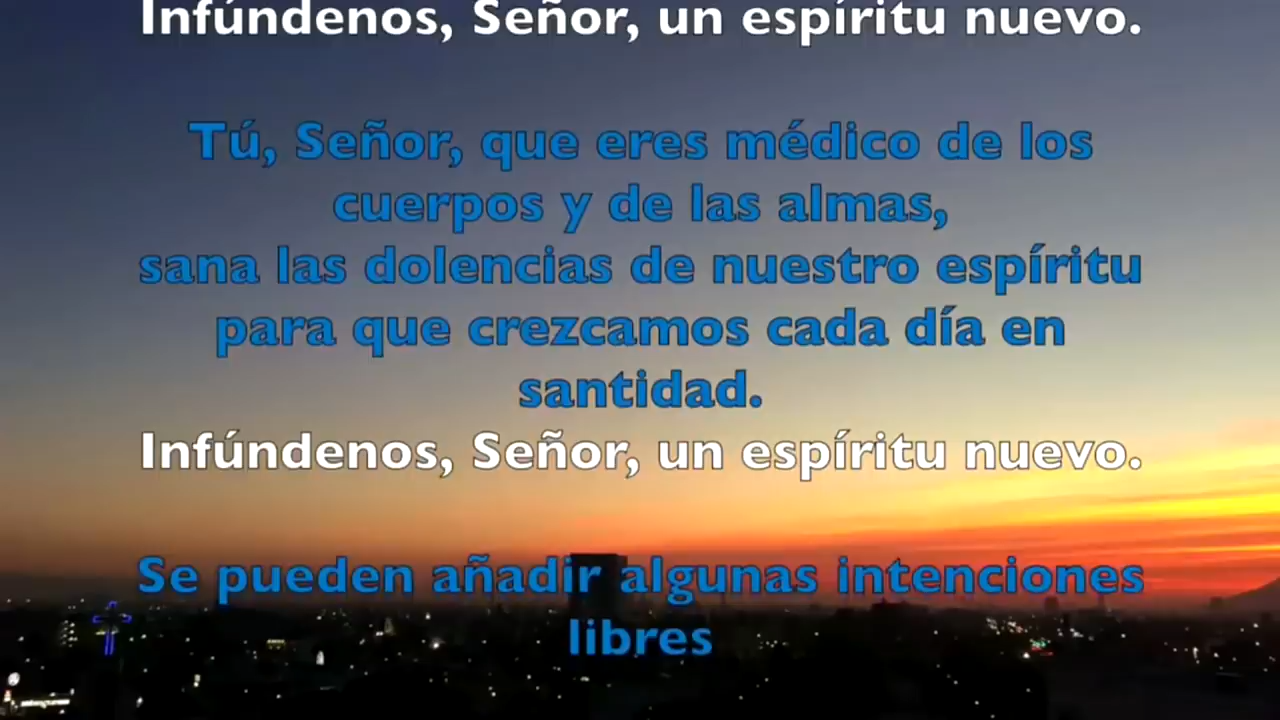 Infúndenos, Señor, un espíritu nuevo.
Tú, Señor, que eres médico de los
cuerpos y de las almas,
sana las dolencias de nuestro espíritu
para que crezcamos cada día en
santidad.
Infúndenos, Señor, un espíritu nuevo.
Se pueden añadir algunas intenciones
libres